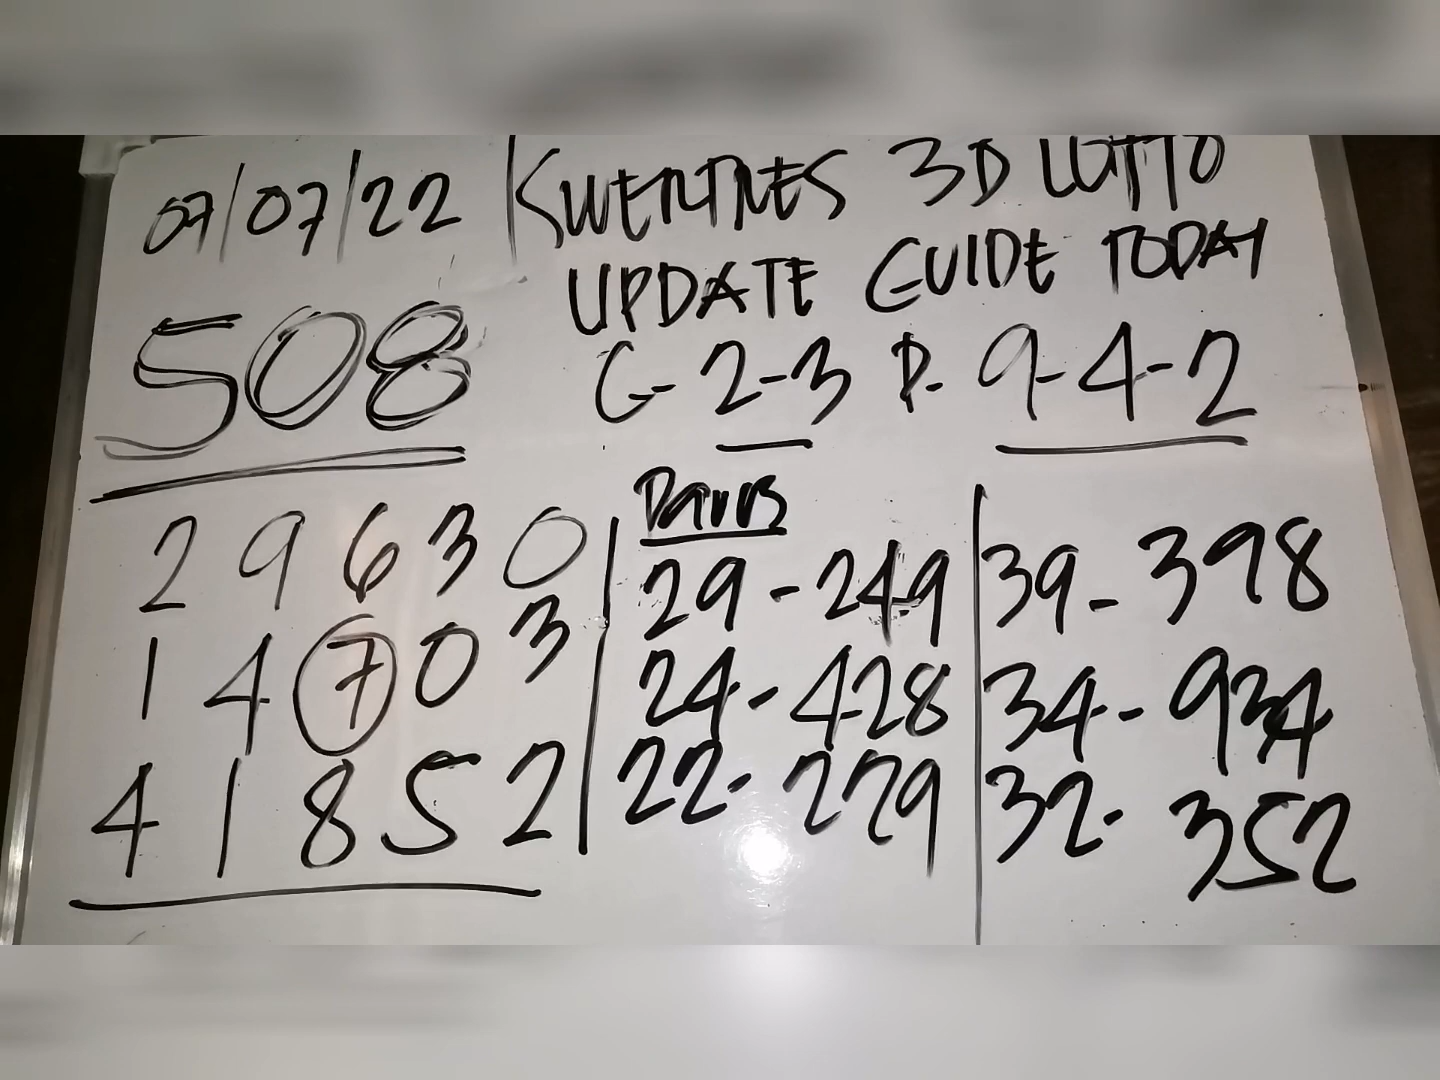 07/07/22 | SWERTRES 3D LOTTO
UPDATE GUIDE TODAY
508
G- 2-3 P- 9-4-2
2 9 6 3 0
1 4 7 0 3
4 1 8 5 2
Pairs
29 - 249
24 - 428
22 - 279
39 - 398
34 - 934
32 - 352